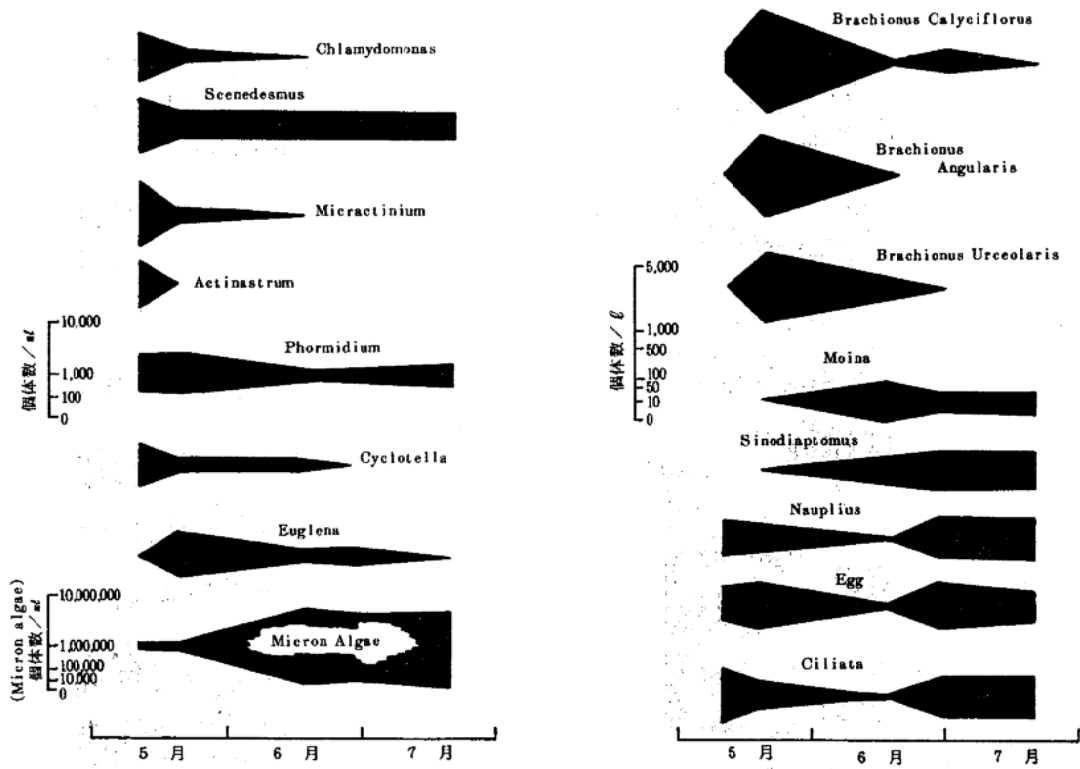 Chlamydomonas
Scenedesmus
Micractinium
Actinastrum
個体数/ml
10,000
1,000
100
0
Phormidium
Cyclotella
Euglena
(Micron algae)
個体数/ml
10,000,000
1,000,000
100,000
10,000
0
Micron Algae
5 月
6 月
7 月
Brachionus Calyciflorus
Brachionus
Angularis
Brachionus Urceolaris
個体数/ℓ
5,000
1,000
500
100
50
10
0
Moina
Sinodiaptomus
Nauplius
Egg
Ciliata
5 月
6 月
7 月